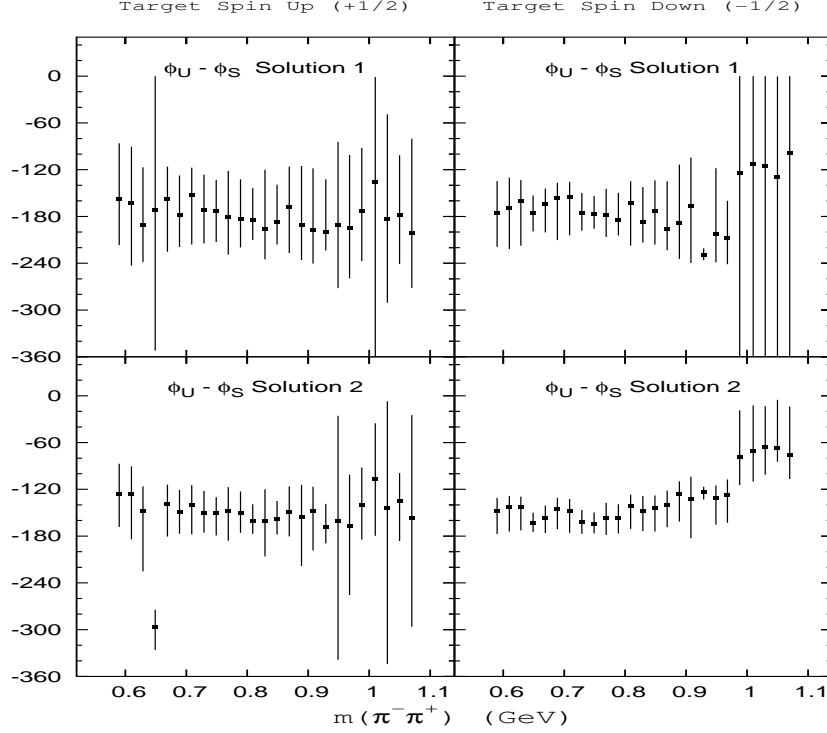 Target Spin Up (+1/2) Target Spin Down (−1/2)
ϕU - ϕS Solution 1 ϕU - ϕS Solution 1
0
-60
-120
-180
-240
-300
-360
ϕU - ϕS Solution 2 ϕU - ϕS Solution 2
0
-60
-120
-180
-240
-300
-360
0.6 0.7 0.8 0.9 1 1.1 0.6 0.7 0.8 0.9 1 1.1
m(π−π+) (GeV)